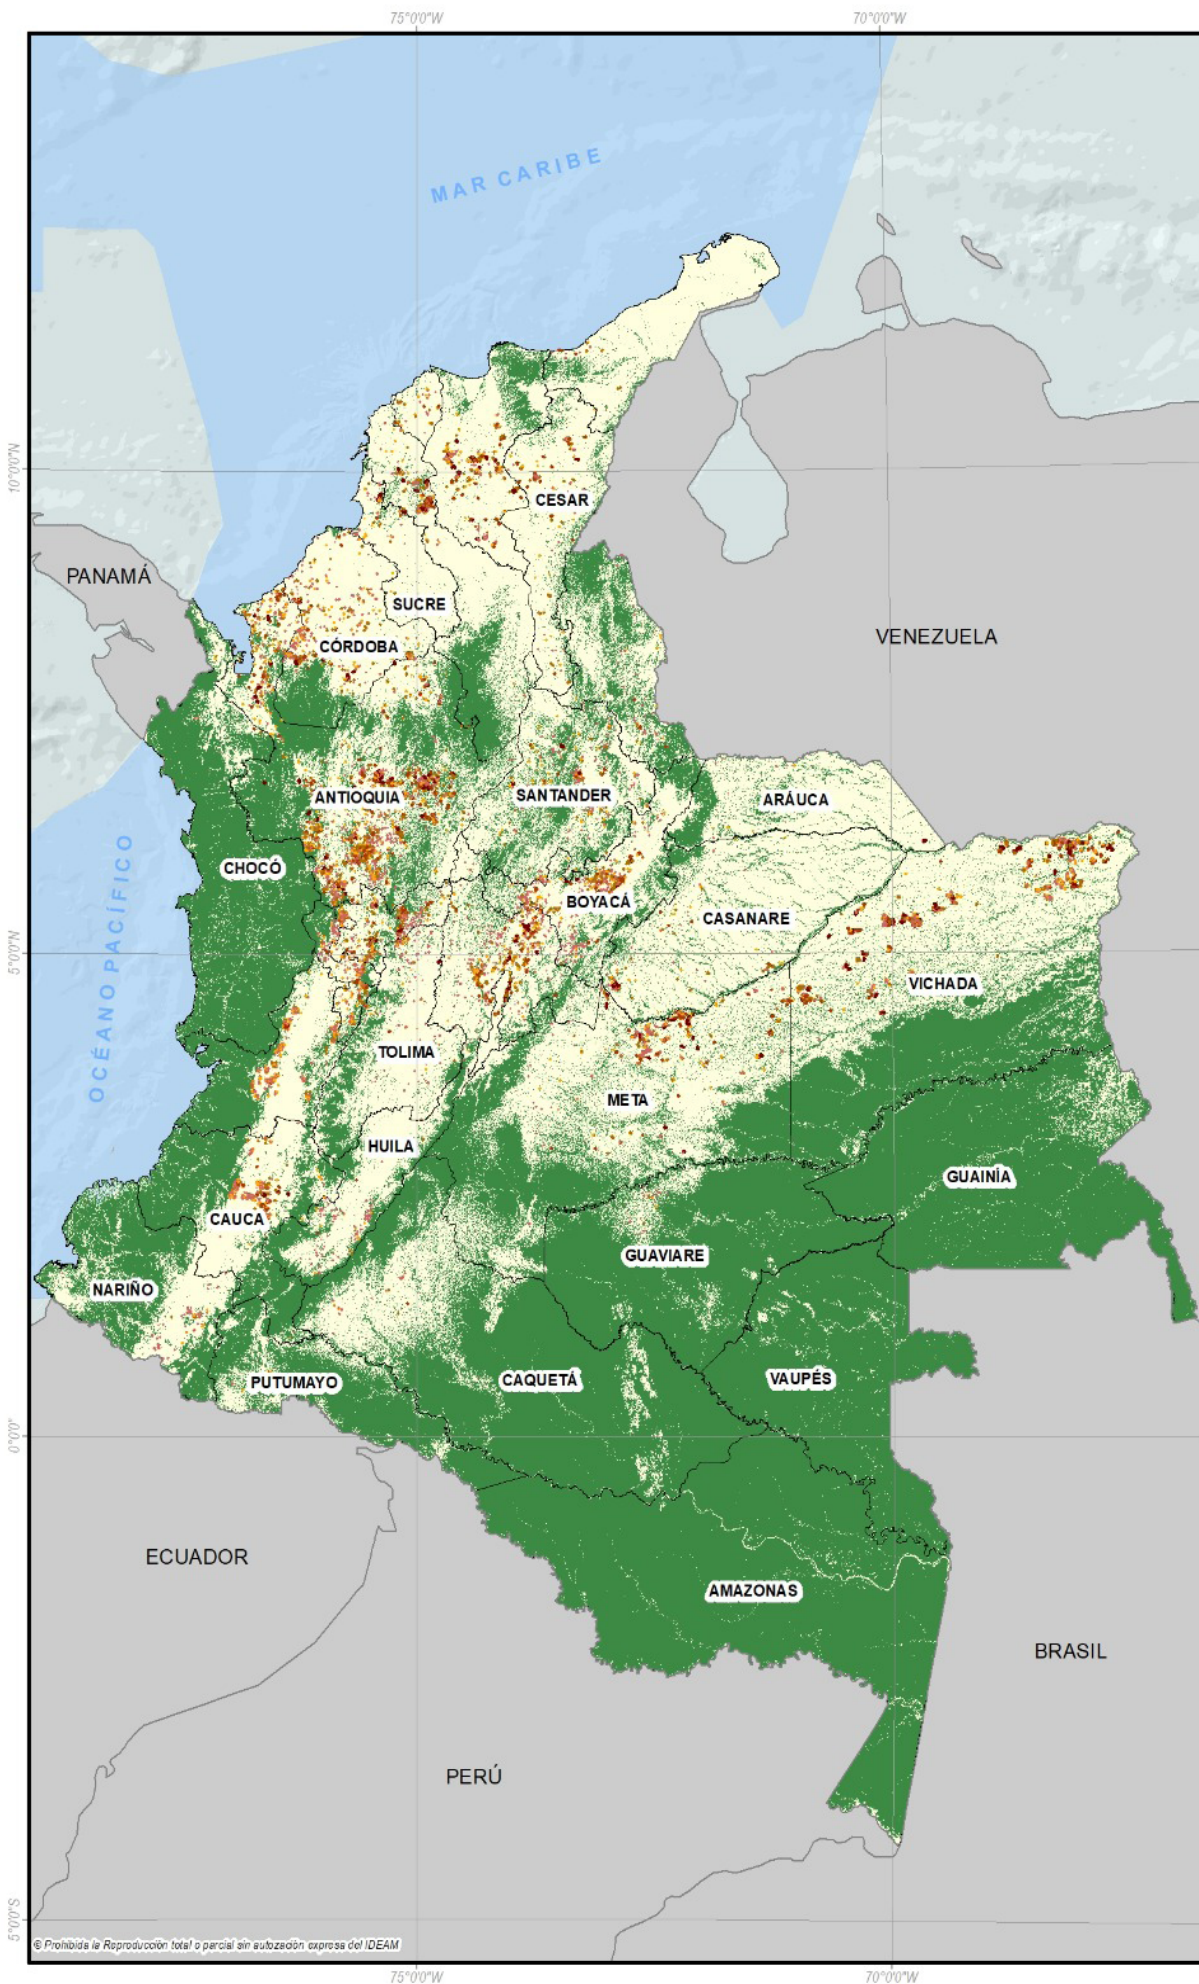 75°0'0"W
70°0'0"W
MAR CARIBE
10°0'0"N
CESAR
PANAMÁ
SUCRE
VENEZUELA
CÓRDOBA
ANTIOQUIA
SANTANDER
ARÁUCA
CHOCÓ
BOYACÁ
CASANARE
OCÉANO PACÍFICO
5°0'0"N
VICHADA
TOLIMA
META
HUILA
GUAINÍA
CAUCA
GUAVIARE
NARIÑO
PUTUMAYO
CAQUETÁ
VAUPÉS
0°0'0"
ECUADOR
AMAZONAS
BRASIL
PERÚ
5°0'0"S
© Prohibida la Reproducción total o parcial sin autozación expresa del IDEAM
75°0'0"W
70°0'0"W